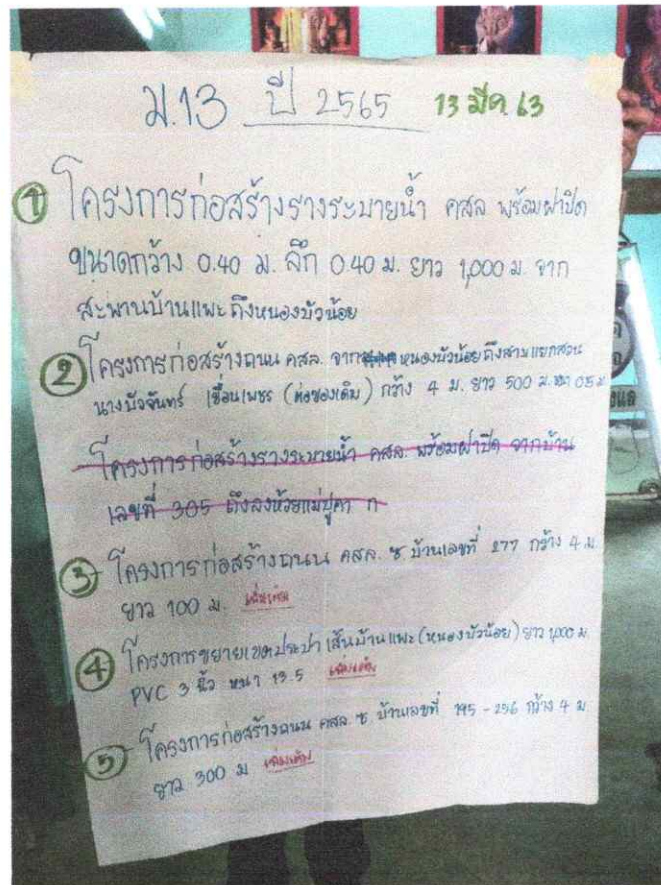 ม.13 ปี 2565 13 มีค 63
① โครงการก่อสร้างรางระบายน้ำ คสล พร้อมฝาปิด
ขนาดกว้าง 0.40 ม. ลึก 0.40 ม. ยาว 1,000 ม. จาก
สะพานบ้านแพะถึงหนองบัวน้อย
② โครงการก่อสร้างถนน คสล. จาก หนองบัวน้อยถึงสามแยกสวน
นางบัวจันทร์ เขื่อนเพชร (ต่อของเดิม) กว้าง 4 ม. ยาว 500 ม. หนา 0.5 ม
โครงการก่อสร้างรางระบายน้ำ คสล. พร้อมฝาปิด จากบ้าน
เลขที่ 305 ถึงลงห้วยแม่ปูคา ก
③ โครงการก่อสร้างถนน คสล. ซ. บ้านเลขที่ 277 กว้าง 4 ม
ยาว 100 ม. เพิ่มเติม
④ โครงการขยายเขตประปา เส้นบ้านแพะ (หนองบัวน้อย) ยาว 1,000 ม.
PVC 3 นิ้ว หนา 13.5 เพิ่มเติม
⑤ โครงการก่อสร้างถนน คสล. ซ. บ้านเลขที่ 195 - 256 กว้าง 4 ม
ยาว 300 ม เพิ่มเติม